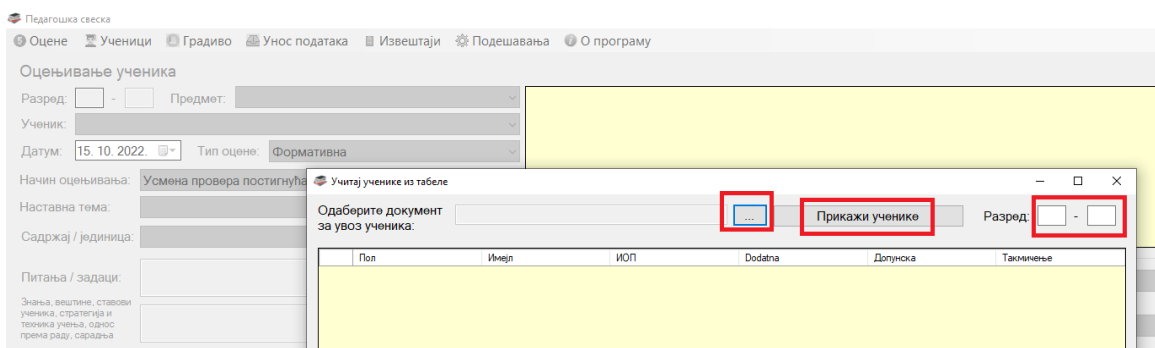 Педагошка свеска
Оцене Ученици Градиво Унос података Извештаји Подешавања О програму
Оцењивање ученика
Разред: - Предмет:
Ученик:
Датум: 15. 10. 2022. Тип оцене: Формативна
Начин оцењивања: Усмена провера постигнућа
Учитај ученике из табеле
Наставна тема:
Одаберите документ
за увоз ученика:
... Прикажи ученике Разред: -
Садржај / јединица:
Пол Имејл ИОП Dodatna Допунска Такмичење
Питања / задаци:
Знања, вештине, ставови
ученика, стратегија и
техника учења, однос
према раду, сарадња